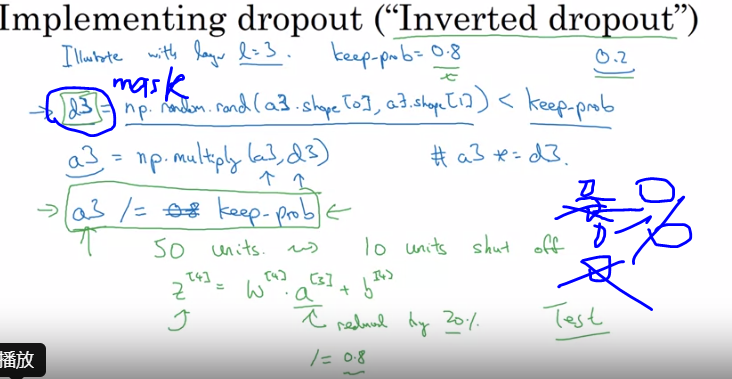 Implementing dropout (“Inverted dropout”)
Illustrate with layer l=3. keep-prob= 0.8 0.2
mask
→ d3 = np.random.rand(a3.shape[0], a3.shape[1]) < keep-prob
a3 = np.multiply(a3, d3) # a3 *= d3.
→ a3 /= 0.8 keep-prob ←
50 units. ⇝ 10 units shut off
z[4] = W[4] · a[3] + b[4]
reduced by 20% Test
/= 0.8
播放